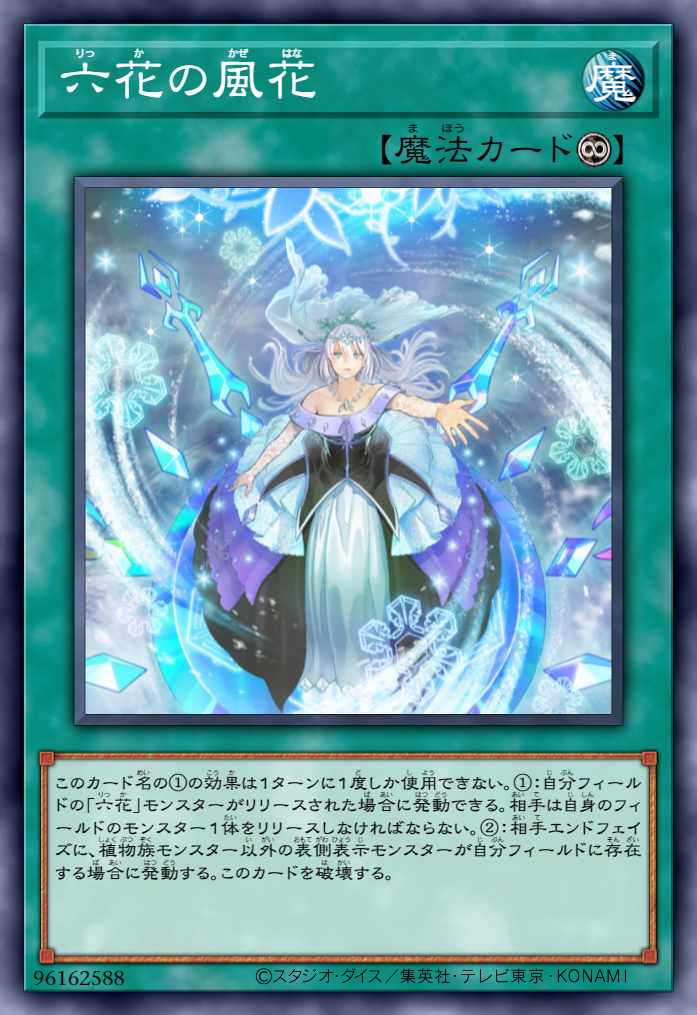 六花の風花
魔
【魔法カード∞】
このカード名の①の効果は1ターンに1度しか使用できない。①:自分フィール
ドの「六花」モンスターがリリースされた場合に発動できる。相手は自身のフィ
ールドのモンスター1体をリリースしなければならない。②:相手エンドフェイ
ズに、植物族モンスター以外の表側表示モンスターが自分フィールドに存在
する場合に発動する。このカードを破壊する。
96162588
©スタジオ・ダイス/集英社・テレビ東京・KONAMI